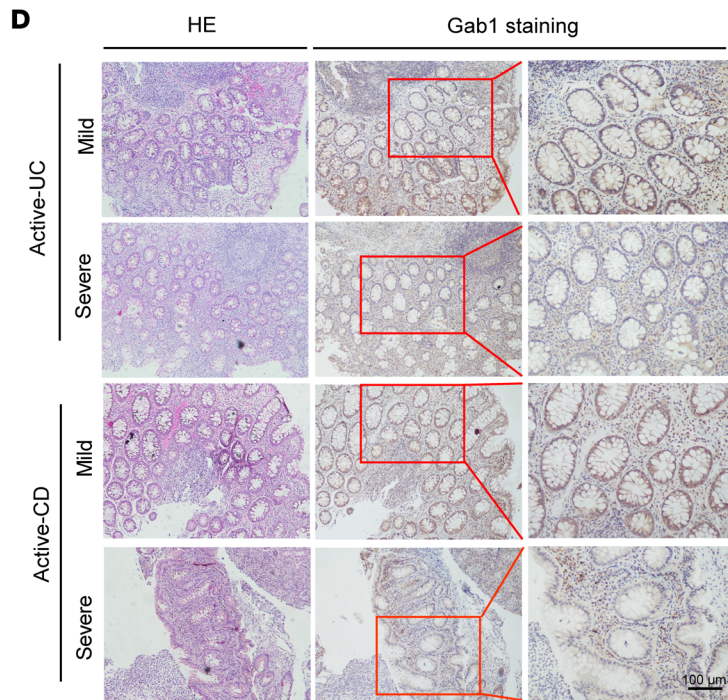 D
HE
Gab1 staining
Active-UC
Mild
Severe
Active-CD
Mild
Severe
100 μm